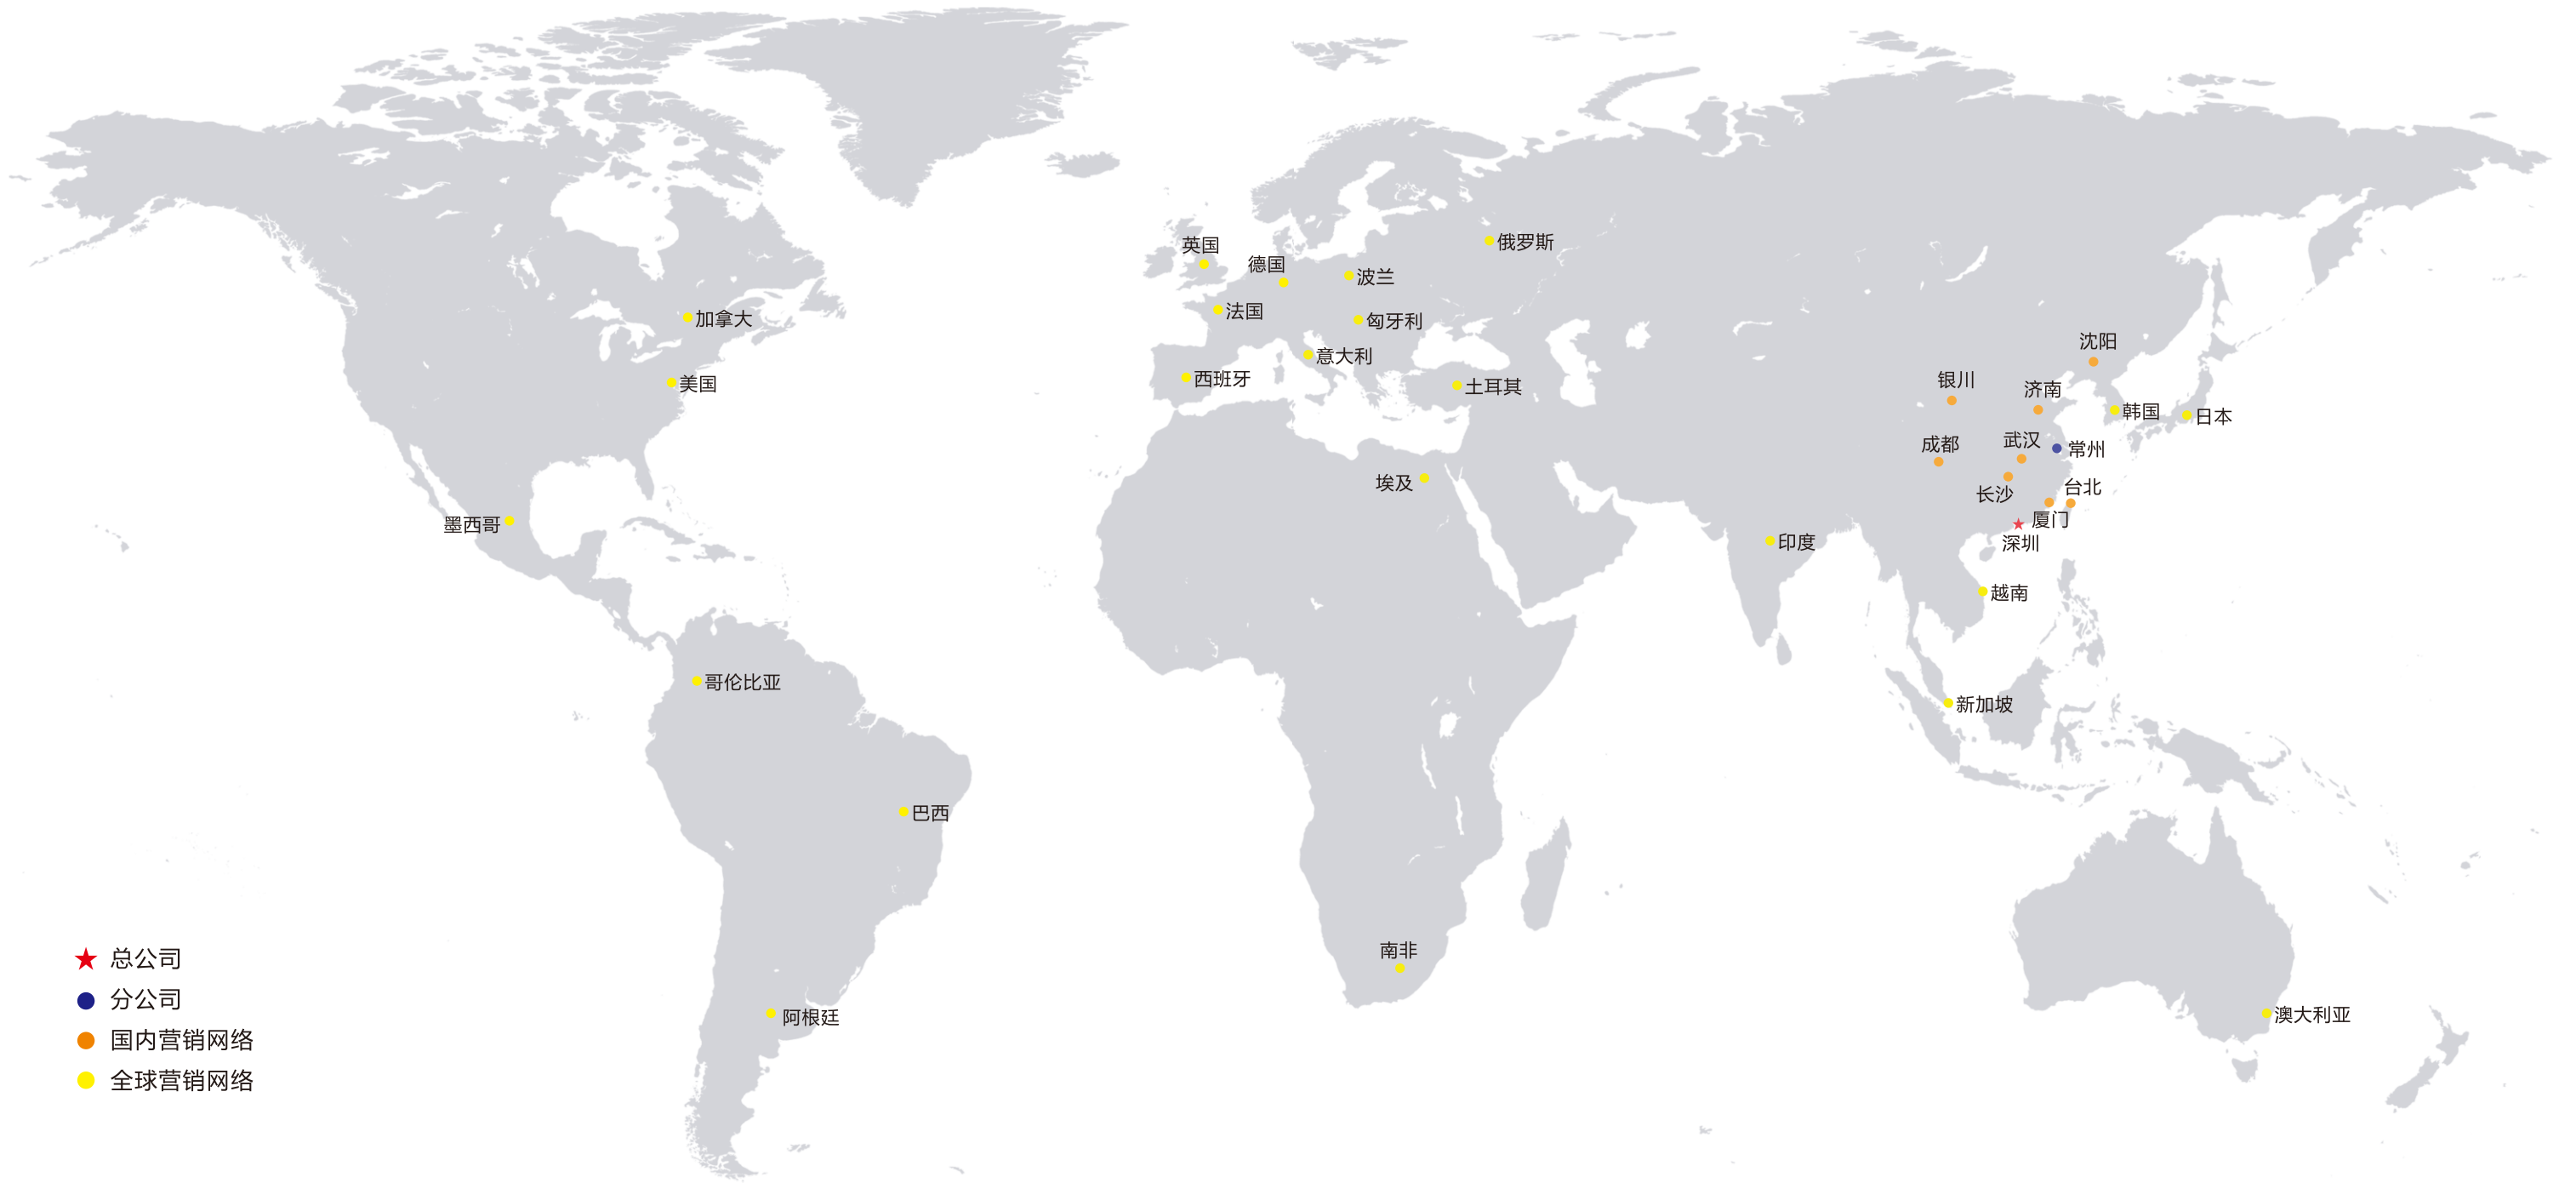 英国
俄罗斯
德国
波兰
法国
加拿大
匈牙利
沈阳
意大利
西班牙
银川
美国
土耳其
济南
韩国
日本
成都
武汉
常州
埃及
台北
长沙
墨西哥
厦门
印度
深圳
越南
哥伦比亚
新加坡
巴西
南非
总公司
分公司
阿根廷
澳大利亚
国内营销网络
全球营销网络